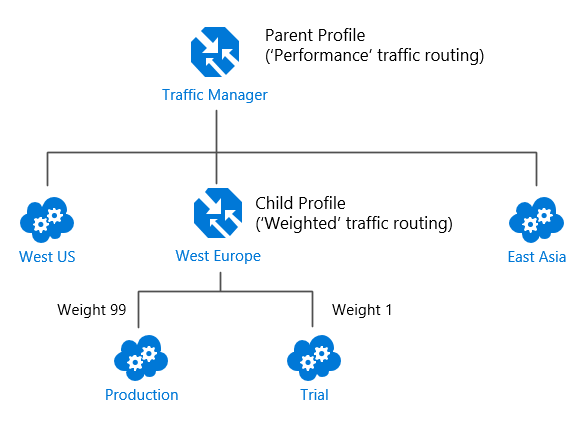 Parent Profile
(‘Performance’ traffic routing)
Traffic Manager
Child Profile
(‘Weighted’ traffic routing)
West US
West Europe
East Asia
Weight 99
Weight 1
Production
Trial